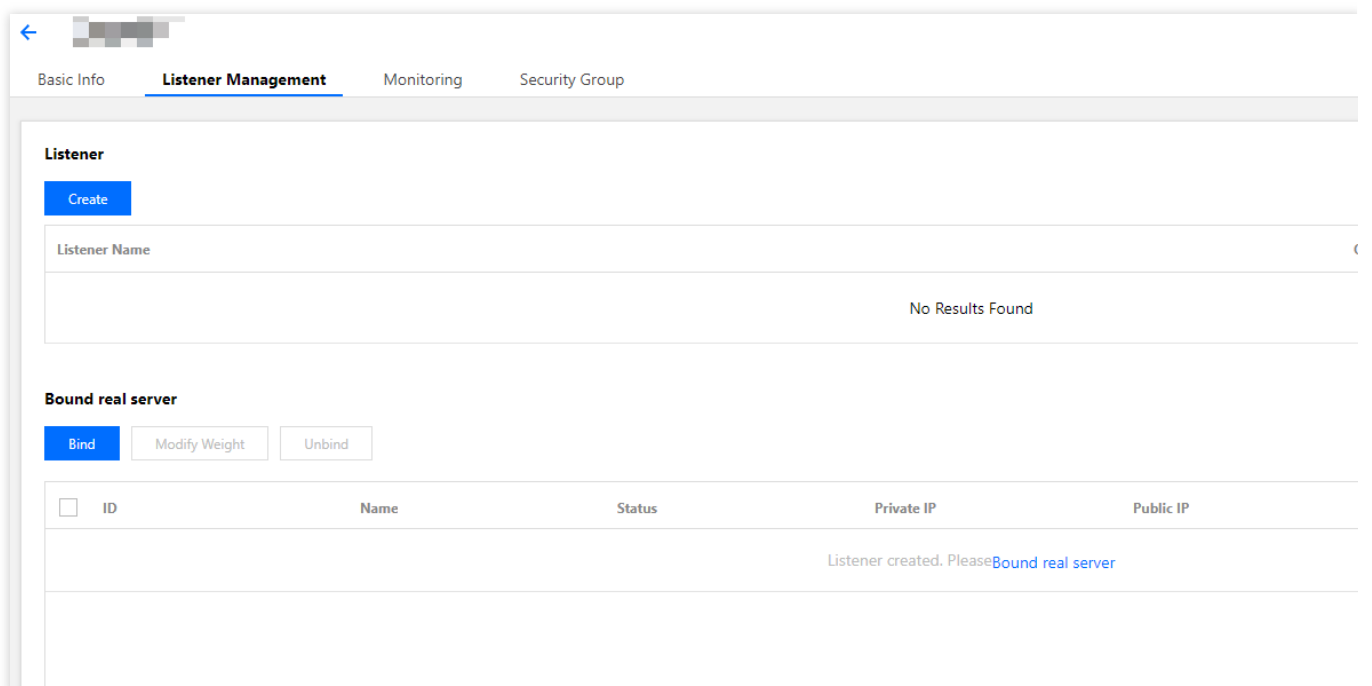 Basic Info Listener Management Monitoring Security Group
Listener
Create
Listener Name
No Results Found
Bound real server
Bind Modify Weight Unbind
ID Name Status Private IP Public IP
Listener created. PleaseBound real server